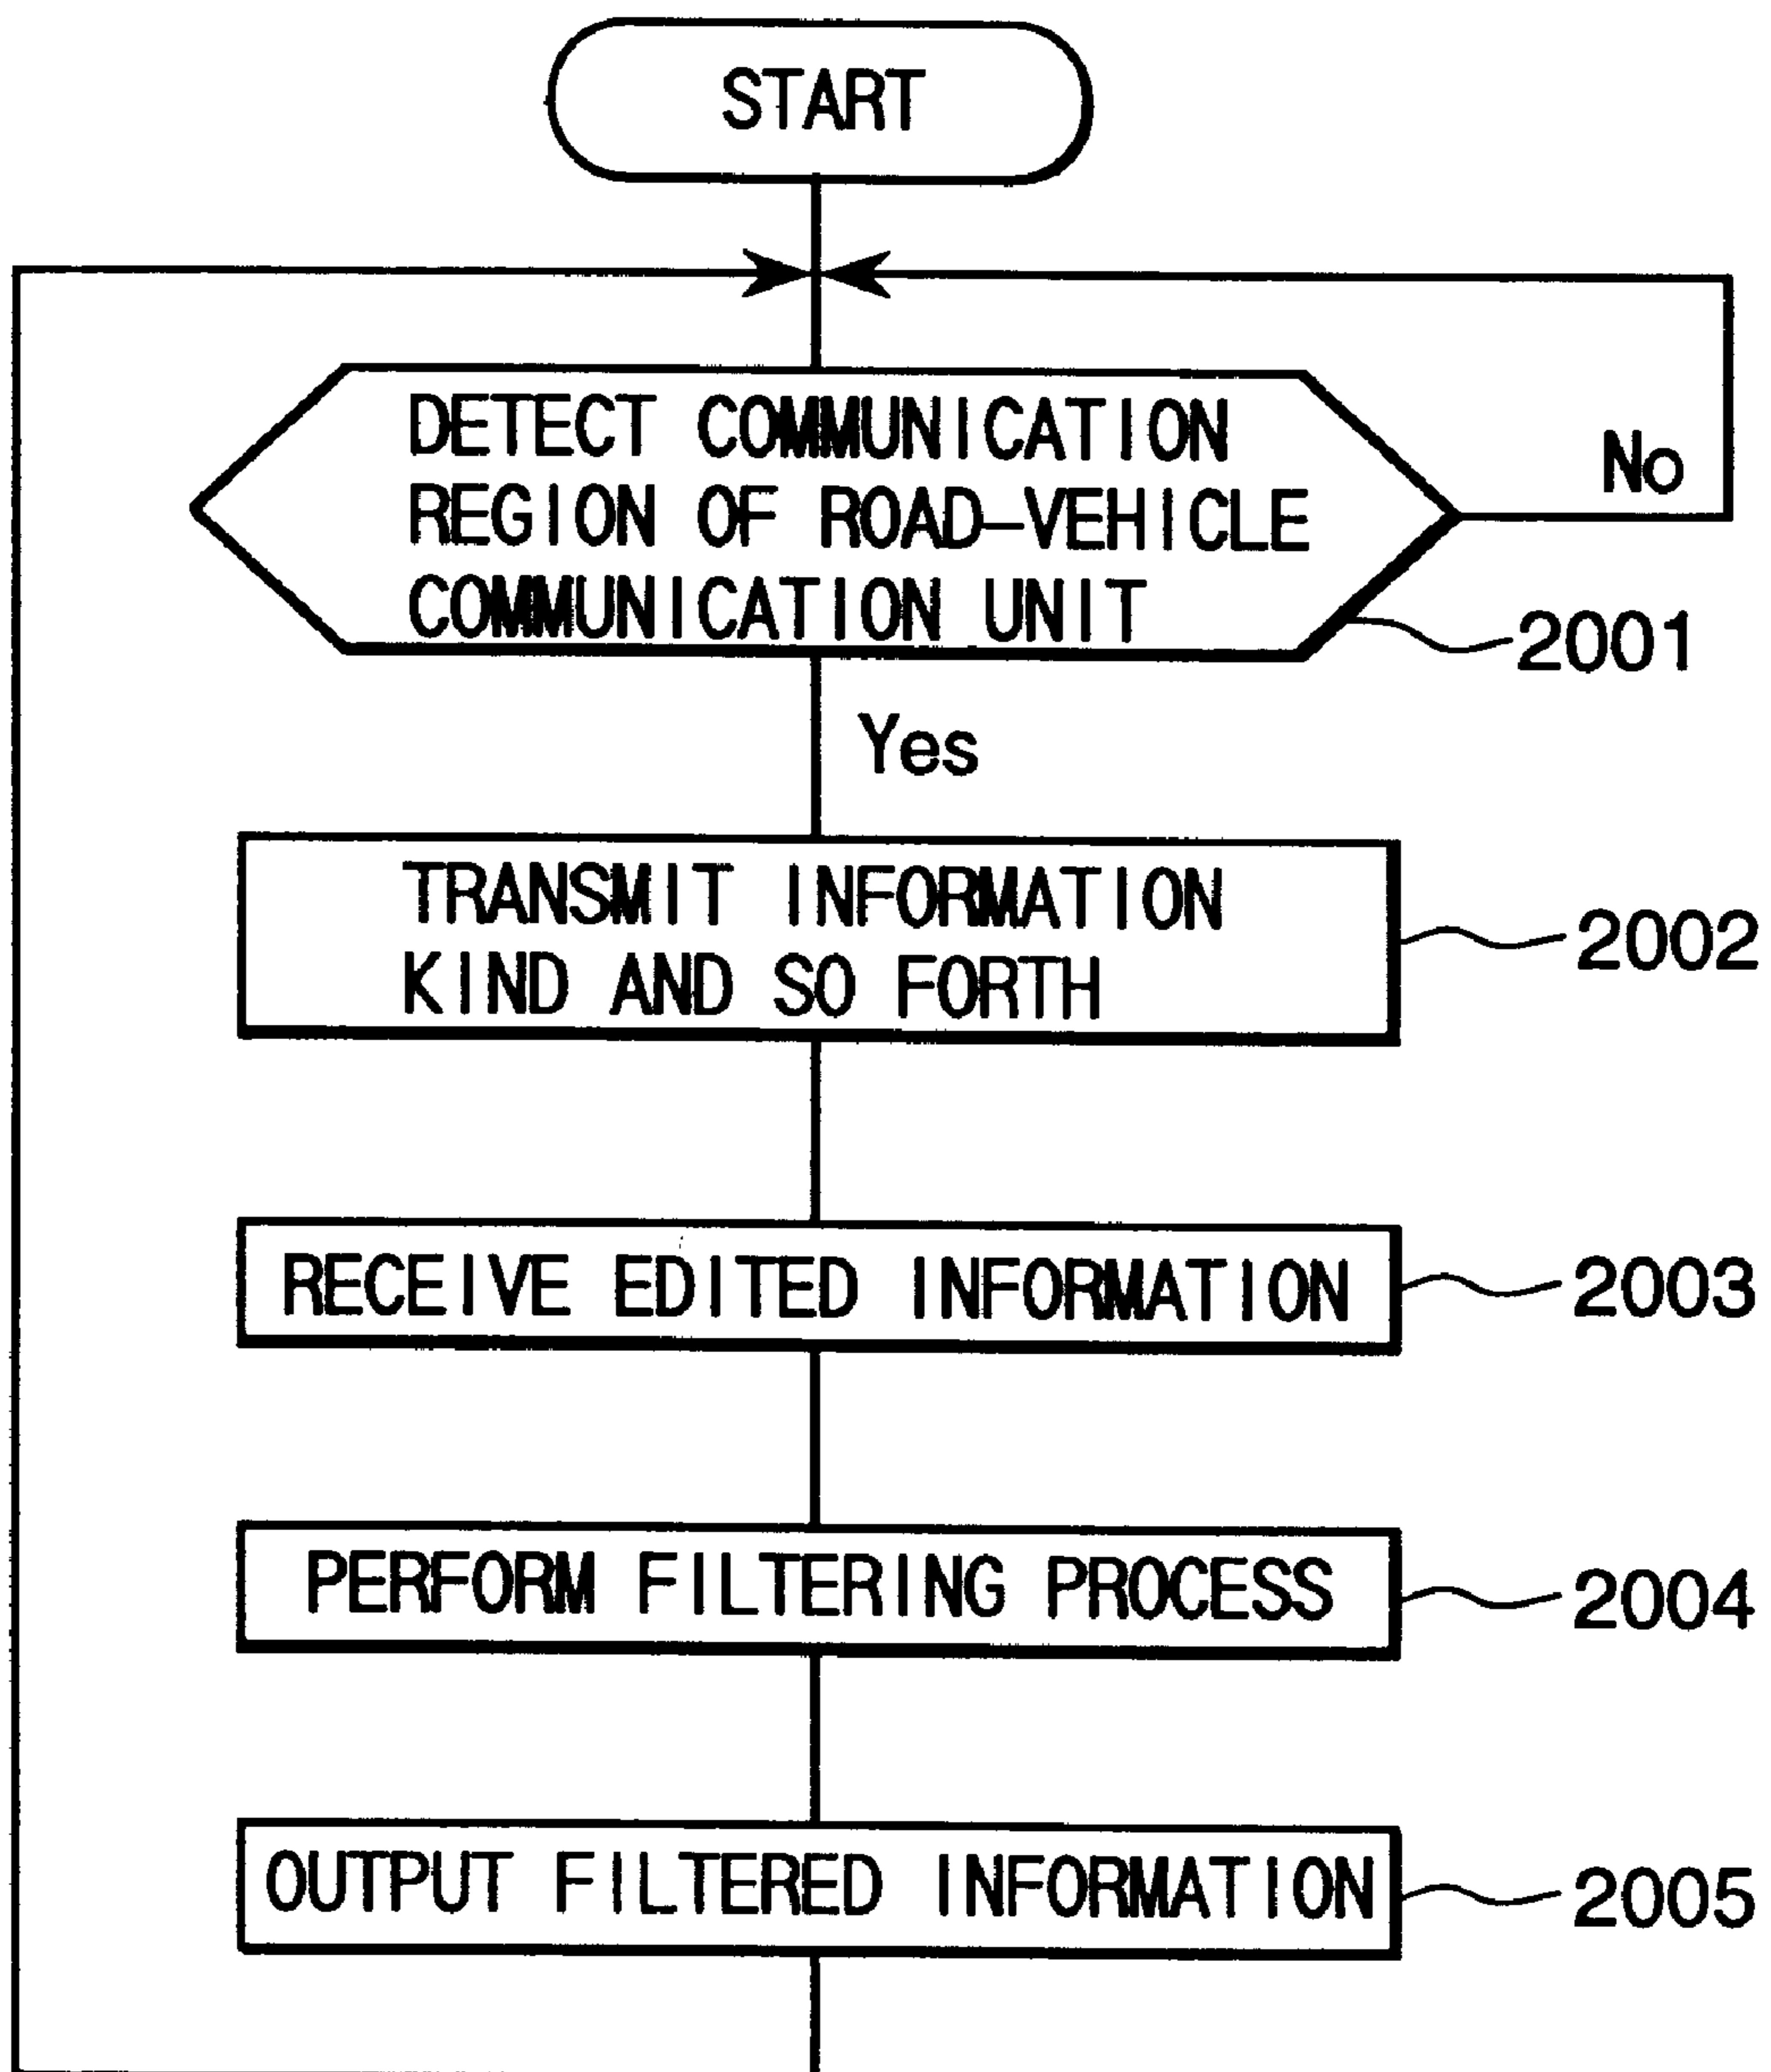 START
DETECT COMMUNICATION
REGION OF ROAD-VEHICLE
COMMUNICATION UNIT
No
2001
Yes
TRANSMIT INFORMATION
KIND AND SO FORTH
2002
RECEIVE EDITED INFORMATION
2003
PERFORM FILTERING PROCESS
2004
OUTPUT FILTERED INFORMATION
2005